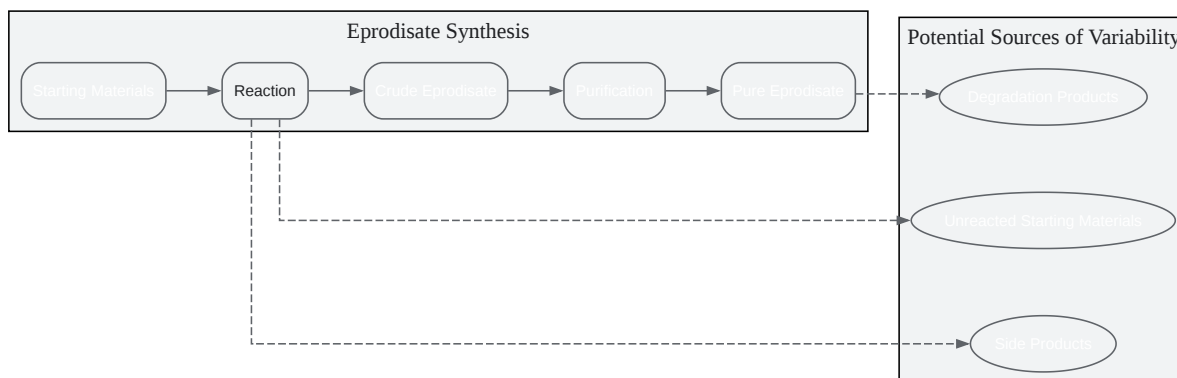 Eprodisate Synthesis
Potential Sources of Variability
Starting Materials
Reaction
Crude Eprodisate
Purification
Pure Eprodisate
Degradation Products
Unreacted Starting Materials
Side Products